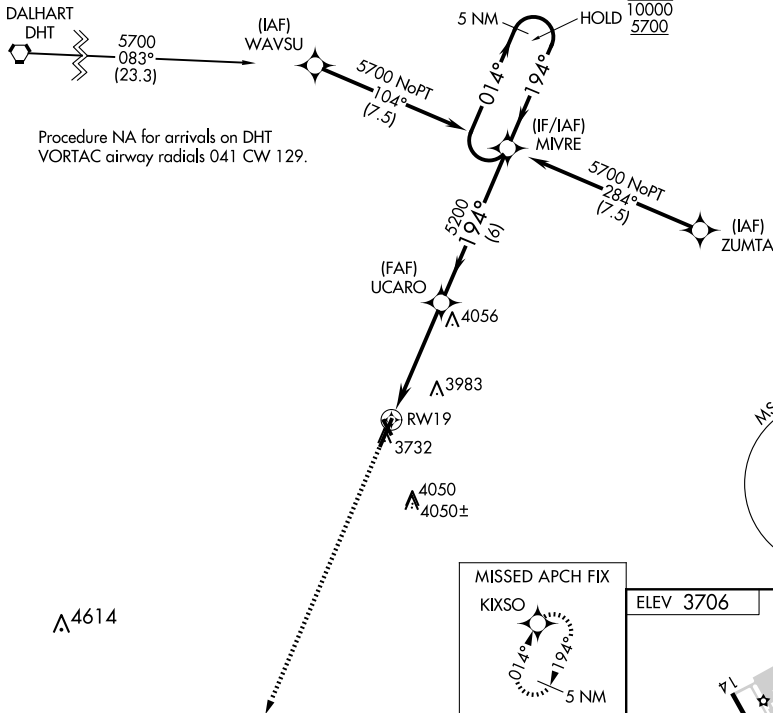 DALHART
DHT
5700
083°
(23.3)
(IAF)
WAVSU
5700 NoPT
104°
(7.5)
5 NM
HOLD
10000
5700
014°
194°
(IF/IAF)
MIVRE
Procedure NA for arrivals on DHT
VORTAC airway radials 041 CW 129.
5700 NoPT
284°
(7.5)
(IAF)
ZUMTA
5200
194°
(6)
(FAF)
UCARO
4056
3983
RW19
3732
4050
4050±
MS
4614
MISSED APCH FIX
KIXSO
014°
194°
5 NM
ELEV 3706
14